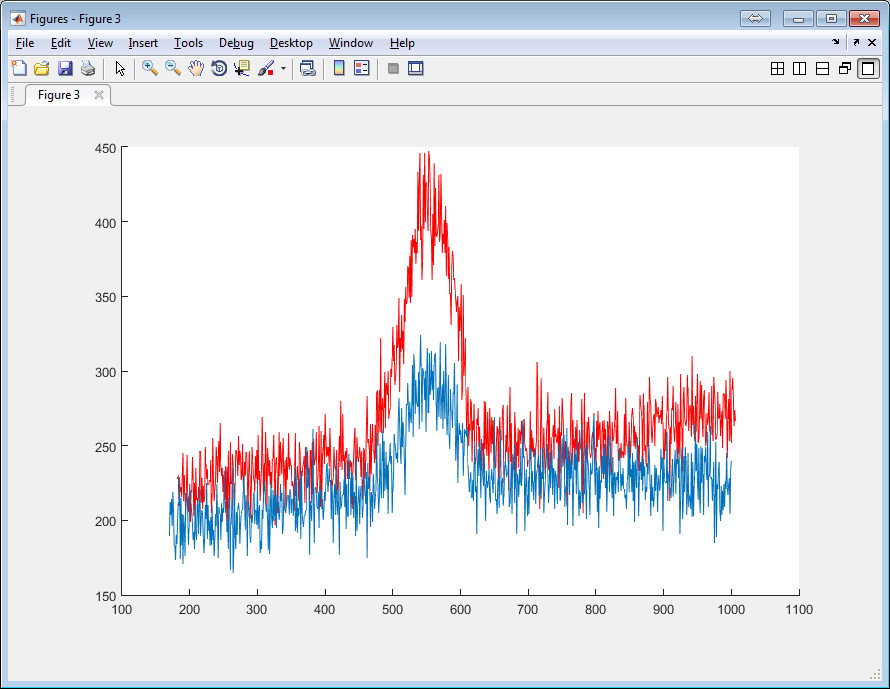 Figures - Figure 3
File Edit View Insert Tools Debug Desktop Window Help
Figure 3
450
400
350
300
250
200
150
100 200 300 400 500 600 700 800 900 1000 1100